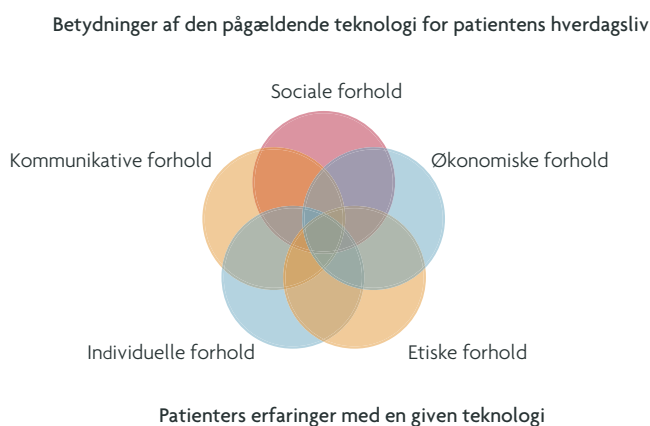 Betydninger af den pågældende teknologi for patientens hverdagsliv
Sociale forhold
Kommunikative forhold
Økonomiske forhold
Individuelle forhold
Etiske forhold
Patienters erfaringer med en given teknologi